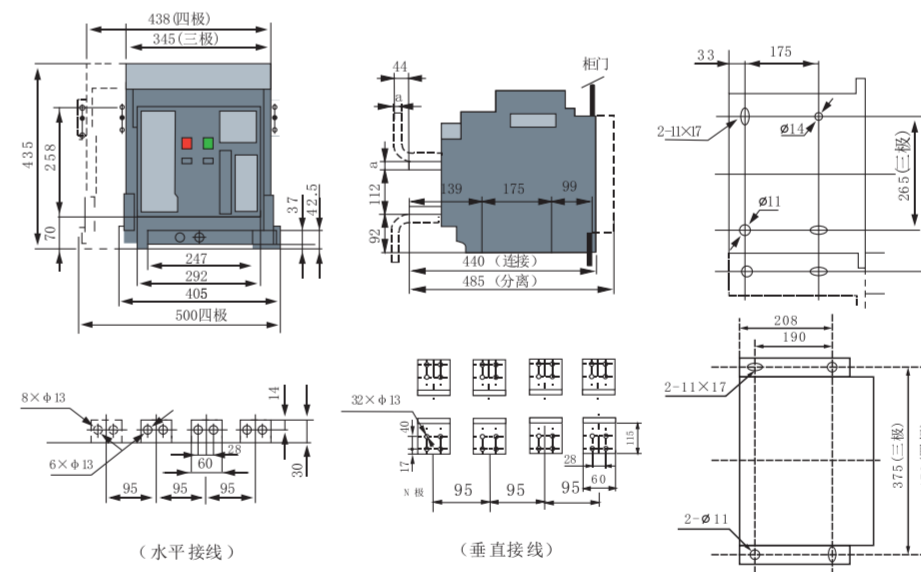 438(四极)
345(三极)
435
258
70
37
42.5
247
292
405
500四极
44
a
a
112
92
柜门
139
175
99
440（连接）
485（分离）
33
175
2-11×17
ø14
ø11
265(三极)
8×φ13
6×φ13
14
30
28
60
95
95
95
（水平接线）
32×φ13
40
17
N 极
115
28
60
95
95
95
（垂直接线）
208
190
2-11×17
375(三极)
2-ø11